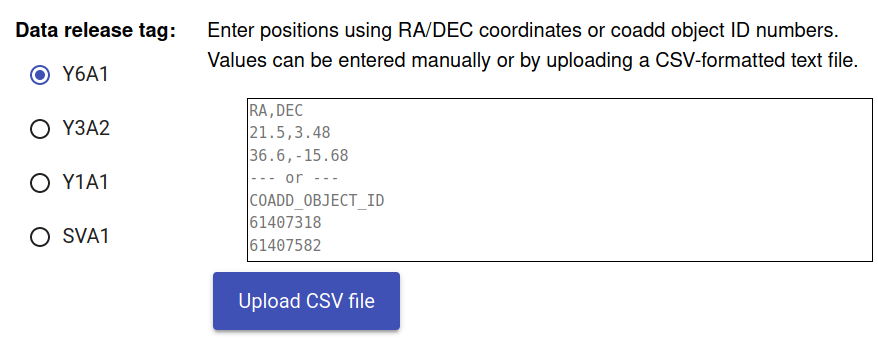 Data release tag:
Y6A1
Y3A2
Y1A1
SVA1
Enter positions using RA/DEC coordinates or coadd object ID numbers.
Values can be entered manually or by uploading a CSV-formatted text file.
RA,DEC
21.5,3.48
36.6,-15.68
--- or ---
COADD_OBJECT_ID
61407318
61407582
Upload CSV file